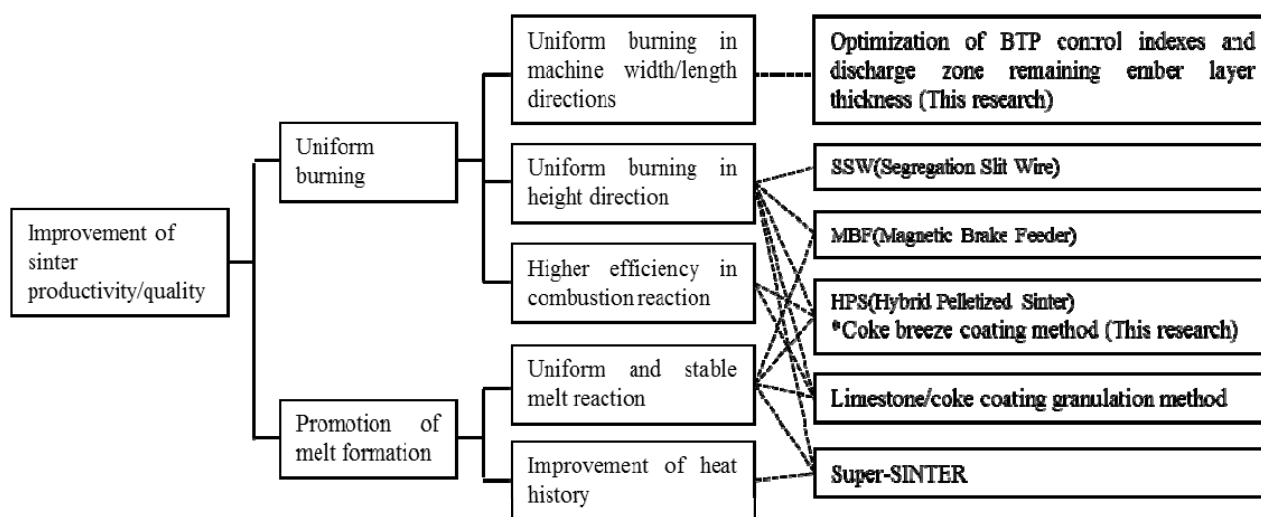 Improvement of
sinter
productivity/quality
Uniform
burning
Promotion of
melt formation
Uniform burning in
machine width/length
directions
Uniform burning in
height direction
Higher efficiency in
combustion reaction
Uniform and stable
melt reaction
Improvement of heat
history
Optimization of BTP control indexes and
discharge zone remaining ember layer
thickness (This research)
SSW(Segregation Slit Wire)
MBF(Magnetic Brake Feeder)
HPS(Hybrid Pelletized Sinter)
*Coke breeze coating method (This research)
Limestone/coke coating granulation method
Super-SINTER